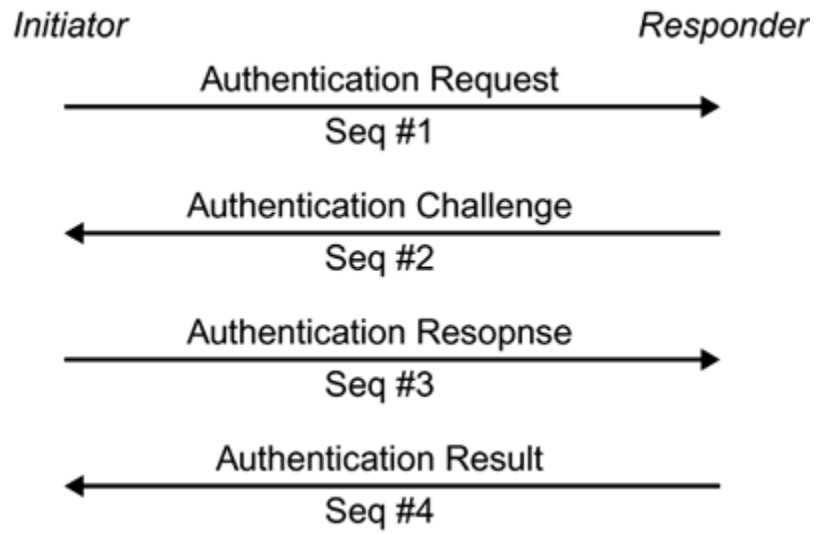 Initiator Responder
Authentication Request
Seq #1
Authentication Challenge
Seq #2
Authentication Resopnse
Seq #3
Authentication Result
Seq #4